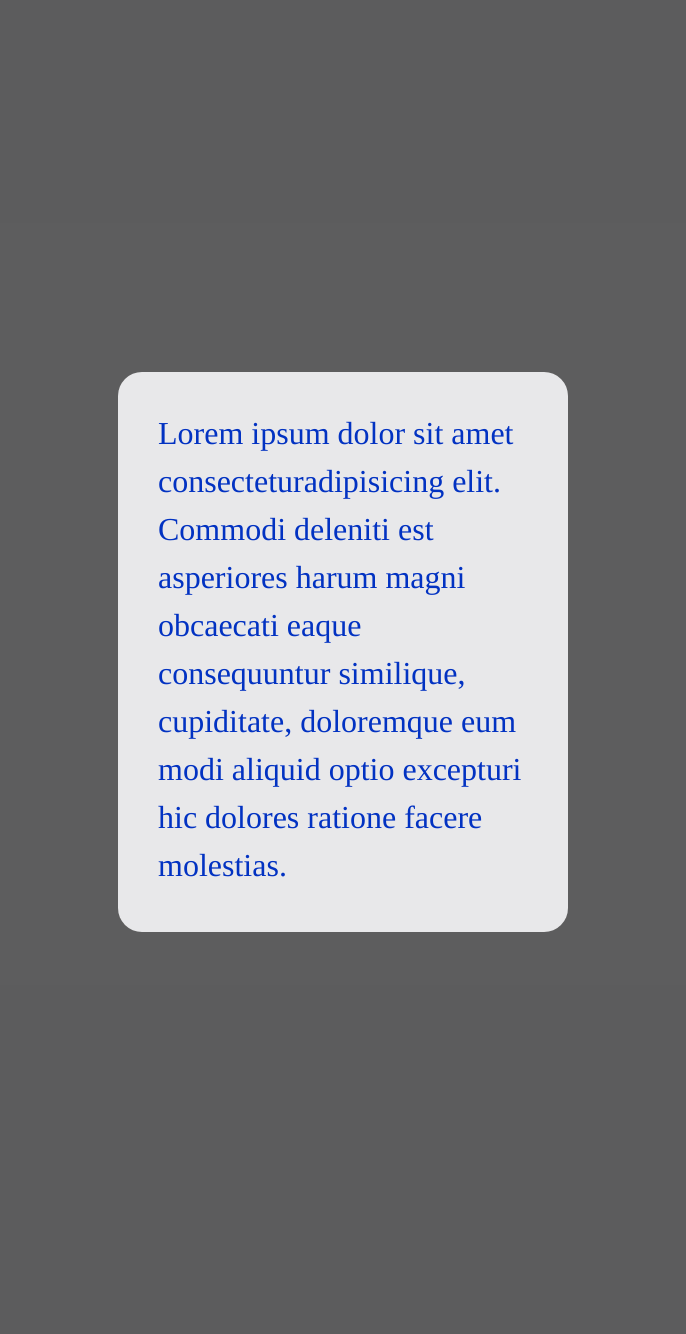 Lorem ipsum dolor sit amet
consecteturadipisicing elit.
Commodi deleniti est
asperiores harum magni
obcaecati eaque
consequuntur similique,
cupiditate, doloremque eum
modi aliquid optio excepturi
hic dolores ratione facere
molestias.